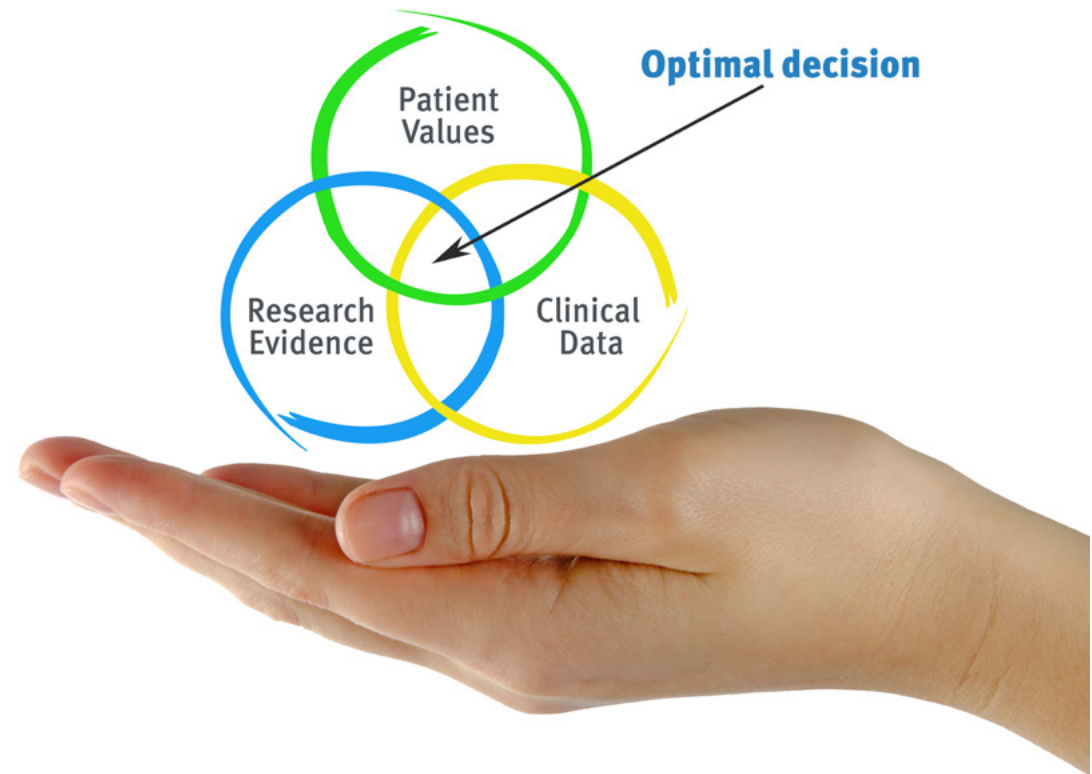 Optimal decision
Patient
Values
Research
Evidence
Clinical
Data